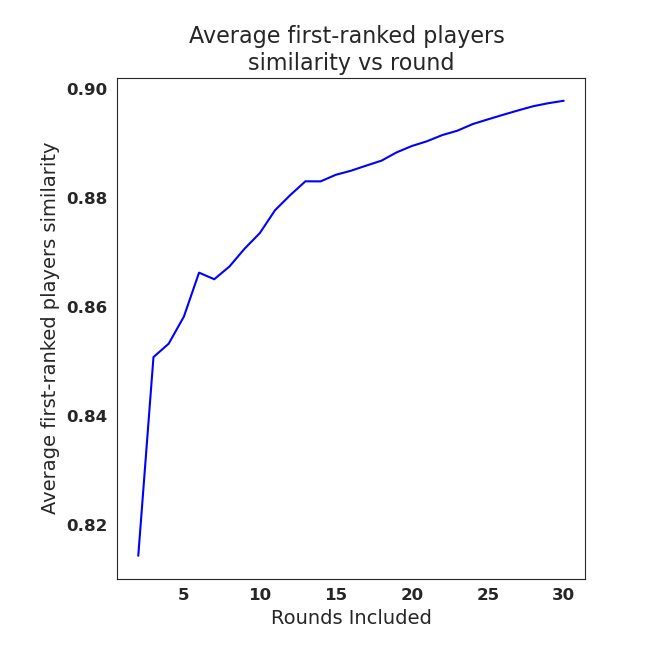 Average first-ranked players
similarity vs round
Average first-ranked players similarity
0.90
0.88
0.86
0.84
0.82
5 10 15 20 25 30
Rounds Included